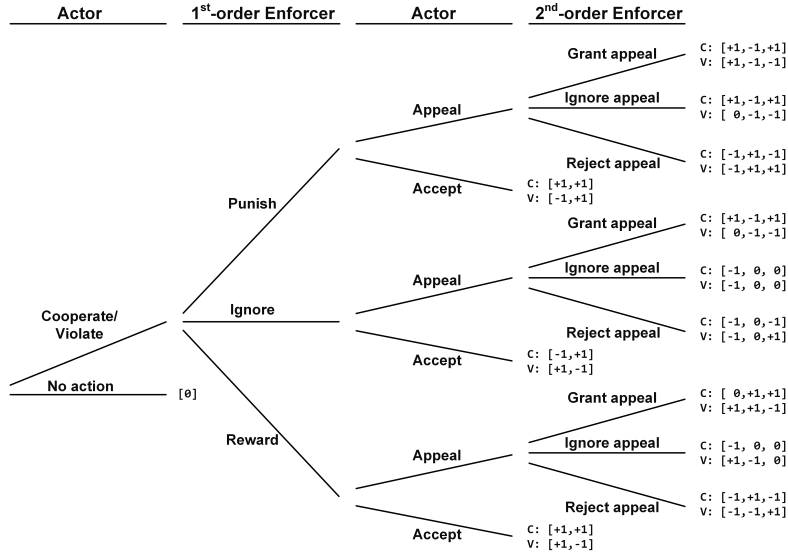 Actor 1st-order Enforcer Actor 2nd-order Enforcer
Grant appeal
C: [+1,-1,+1]
V: [+1,-1,-1]
Appeal
Ignore appeal
C: [+1,-1,+1]
V: [ 0,-1,-1]
Reject appeal
C: [-1,+1,-1]
V: [-1,+1,+1]
Punish
Accept
C: [+1,+1]
V: [-1,+1]
Grant appeal
C: [+1,-1,+1]
V: [ 0,-1,-1]
Appeal
Ignore appeal
C: [-1, 0, 0]
V: [-1, 0, 0]
Cooperate/
Violate
Ignore
Reject appeal
C: [-1, 0,-1]
V: [-1, 0,+1]
Accept
C: [-1,+1]
V: [+1,-1]
No action
[0]
Grant appeal
C: [ 0,+1,+1]
V: [+1,+1,-1]
Reward
Appeal
Ignore appeal
C: [-1, 0, 0]
V: [+1,-1, 0]
Reject appeal
C: [-1,+1,-1]
V: [-1,-1,+1]
Accept
C: [+1,+1]
V: [+1,-1]